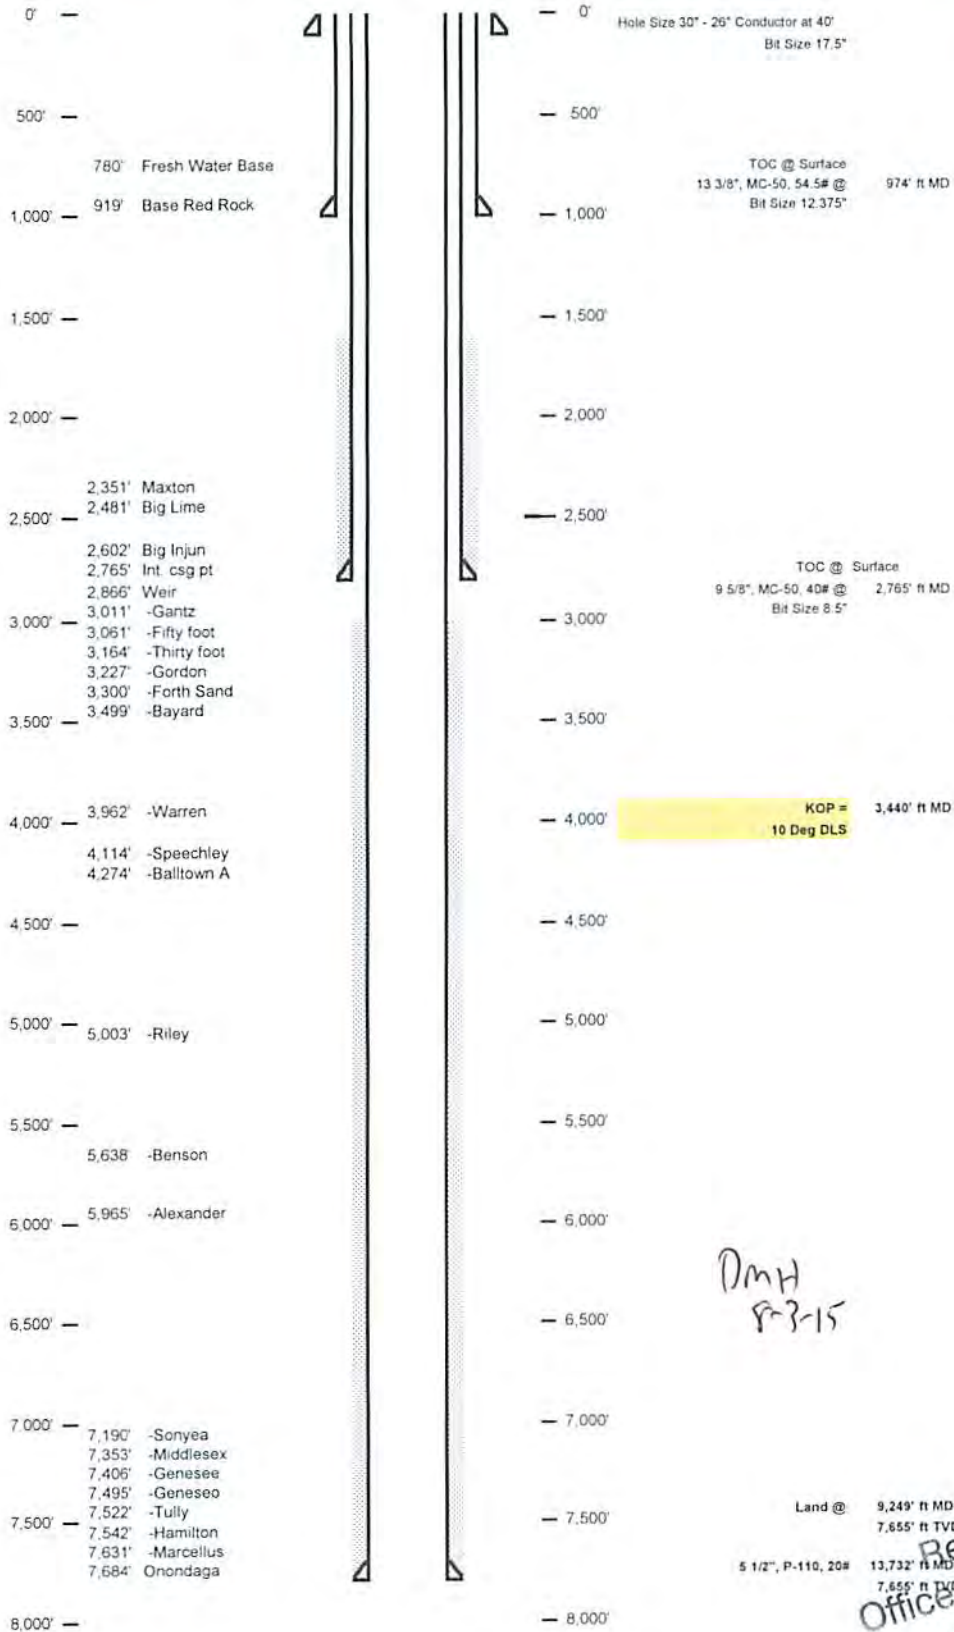 0'
0'
Hole Size 30" - 26" Conductor at 40'
Bit Size 17.5"
500'
500'
780' Fresh Water Base
TOC @ Surface
13 3/8", MC-50, 54.5# @ 974' ft MD
919' Base Red Rock
Bit Size 12.375"
1,000'
1,000'
1,500'
1,500'
2,000'
2,000'
2,351' Maxton
2,481' Big Lime
2,500'
2,500'
2,602' Big Injun
2,765' Int. csg pt
TOC @ Surface
2,866' Weir
9 5/8", MC-50, 40# @ 2,765' ft MD
3,011' -Gantz
Bit Size 8.5"
3,000'
3,000'
3,061' -Fifty foot
3,164' -Thirty foot
3,227' -Gordon
3,300' -Forth Sand
3,499' -Bayard
3,500'
3,500'
3,962' -Warren
KOP = 3,440' ft MD
4,000'
4,000'
10 Deg DLS
4,114' -Speechley
4,274' -Balltown A
4,500'
4,500'
5,000'
5,000'
5,003' -Riley
5,500'
5,500'
5,638' -Benson
5,965' -Alexander
6,000'
6,000'
DMH
8-3-15
6,500'
6,500'
7,000'
7,000'
7,190' -Sonyea
7,353' -Middlesex
7,406' -Genesee
7,495' -Geneseo
Land @ 9,249' ft MD
7,522' -Tully
7,500'
7,500'
7,655' ft TVD
7,542' -Hamilton
7,631' -Marcellus
5 1/2", P-110, 20# 13,732' ft MD
7,684' Onondaga
7,655' ft TVD
Office
8,000'
8,000'